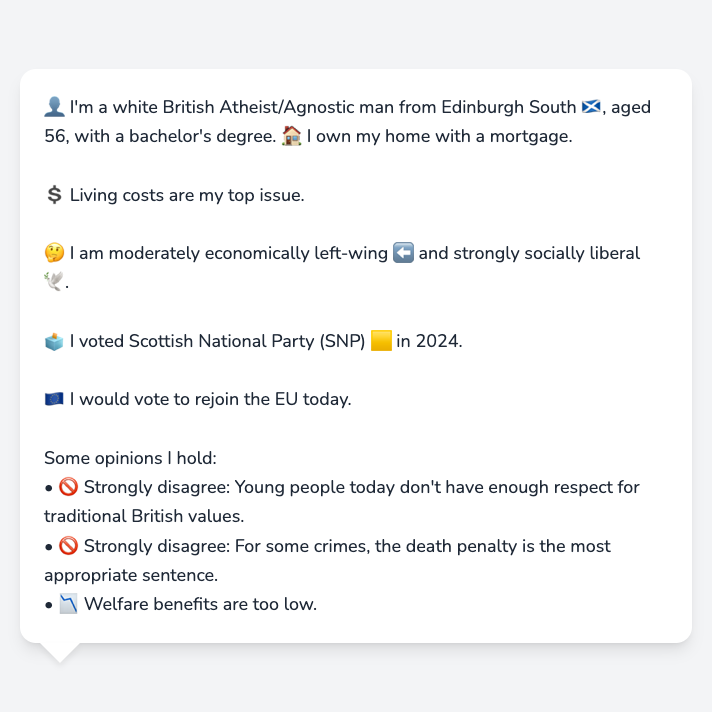 👤 I'm a white British Atheist/Agnostic man from Edinburgh South 🏴󠁧󠁢󠁳󠁣󠁴󠁿, aged
56, with a bachelor's degree. 🏠 I own my home with a mortgage.
💲 Living costs are my top issue.
🤔 I am moderately economically left-wing ⬅️ and strongly socially liberal
🕊️.
🗳️ I voted Scottish National Party (SNP) 🟨 in 2024.
🇪🇺 I would vote to rejoin the EU today.
Some opinions I hold:
• 🚫 Strongly disagree: Young people today don't have enough respect for
traditional British values.
• 🚫 Strongly disagree: For some crimes, the death penalty is the most
appropriate sentence.
• 📉 Welfare benefits are too low.